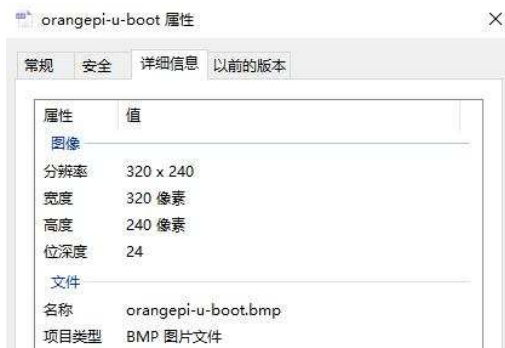 orangepi-u-boot 属性
常规 安全 详细信息 以前的版本
属性 值
图像
分辨率 320 x 240
宽度 320 像素
高度 240 像素
位深度 24
文件
名称 orangepi-u-boot.bmp
项目类型 BMP 图片文件